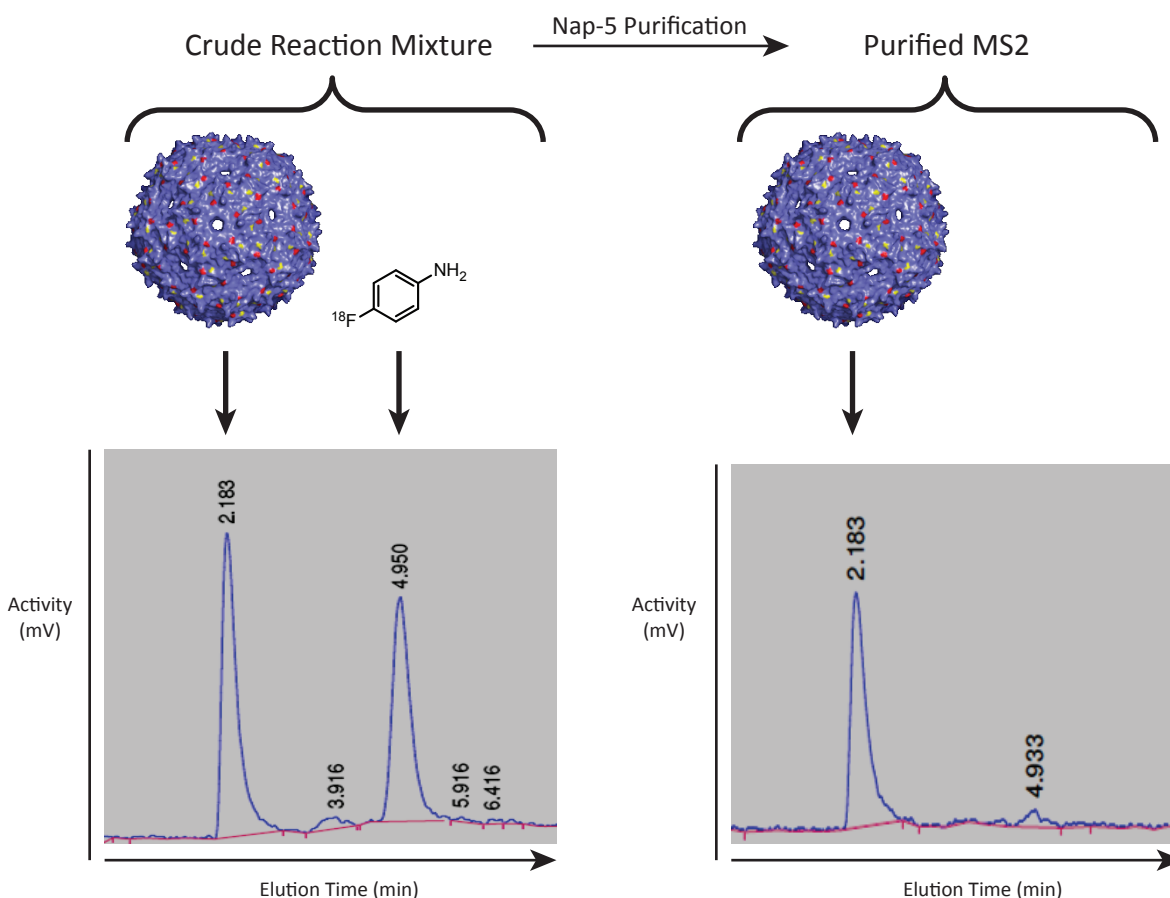 Crude Reaction Mixture
Nap-5 Purification
Purified MS2
NH₂
¹⁸F
2.183
3.916
4.950
5.916
6.416
Activity
(mV)
Elution Time (min)
2.183
4.933
Activity
(mV)
Elution Time (min)